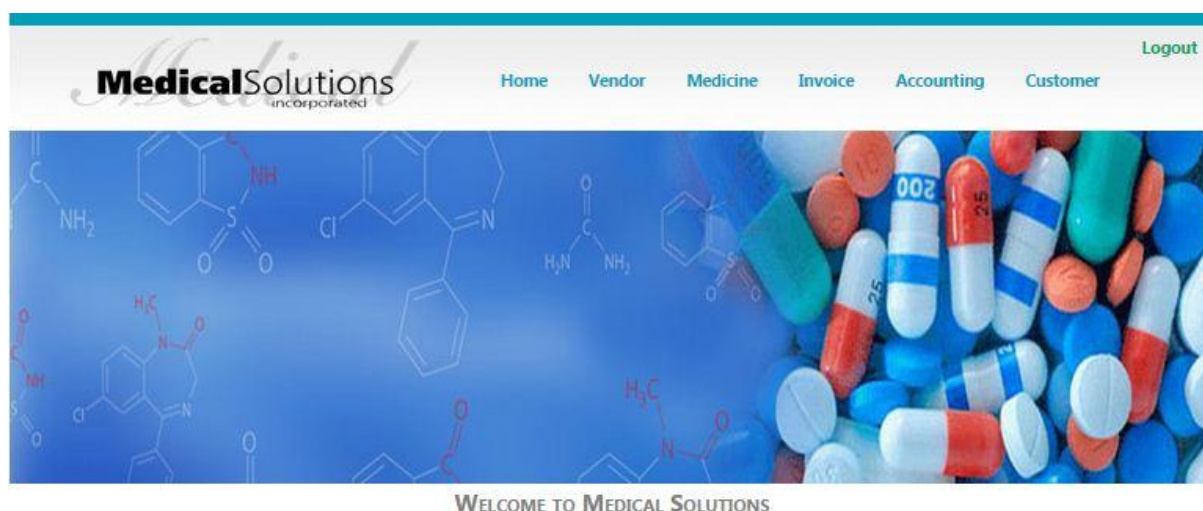 Logout
Medical
MedicalSolutions
incorporated
Home Vendor Medicine Invoice Accounting Customer
C
NH₂
NH
S
O O
Cl
N
O
C
H₂N NH₂
S
O O
H₃C
N
O
Cl
N
O
NH
S
O
O
O
C
H₃C
N
O
10
200
25
25
WELCOME TO MEDICAL SOLUTIONS